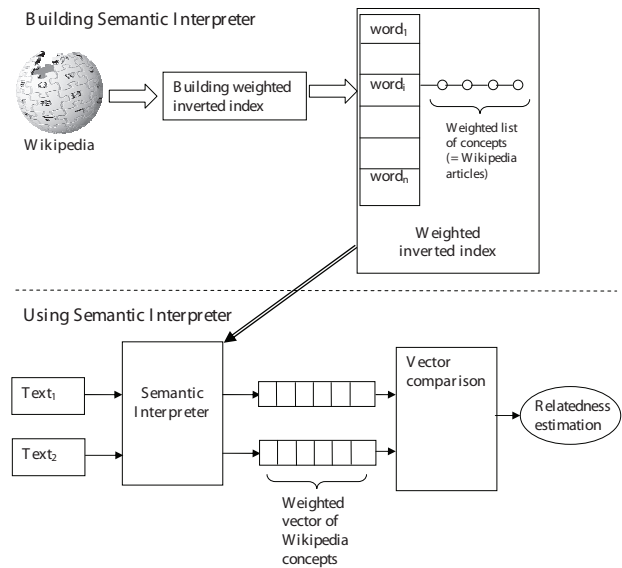 Building Semantic Interpreter
word1
Building weighted
inverted index
wordi
Wikipedia
Weighted list
of concepts
(= Wikipedia
articles)
wordn
Weighted
inverted index
Using Semantic Interpreter
Text1
Text2
Semantic
Interpreter
Vector
comparison
Relatedness
estimation
Weighted
vector of
Wikipedia
concepts